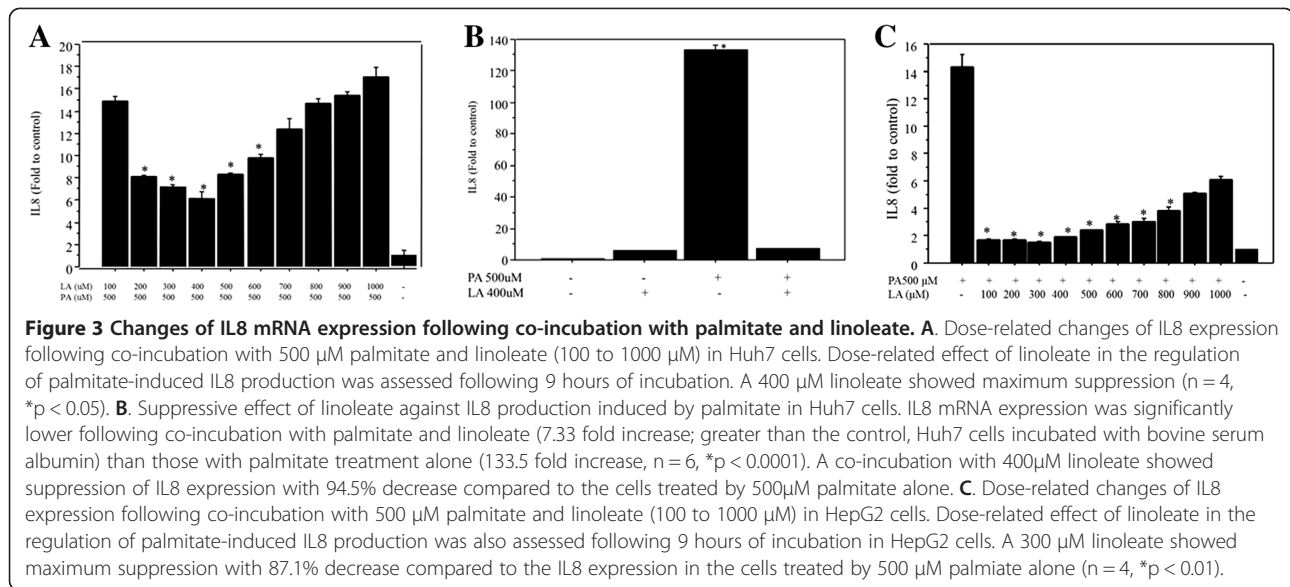 A
20
18
16
14
12
10
8
6
4
2
0
IL8 (Fold to control)
* * * * *
LA (uM) 100 200 300 400 500 600 700 800 900 1000 -
PA (uM) 500 500 500 500 500 500 500 500 500 500 -
B
140
120
100
80
60
40
20
0
IL8 (Fold to control)
*
PA 500uM - - + +
LA 400uM - + - +
C
16
14
12
10
8
6
4
2
0
IL8 (fold to control)
* * * * * * * *
PA500 μM + + + + + + + + + + + -
LA (μM) - 100 200 300 400 500 600 700 800 900 1000 -
Figure 3 Changes of IL8 mRNA expression following co-incubation with palmitate and linoleate. A. Dose-related changes of IL8 expression
following co-incubation with 500 μM palmitate and linoleate (100 to 1000 μM) in Huh7 cells. Dose-related effect of linoleate in the regulation
of palmitate-induced IL8 production was assessed following 9 hours of incubation. A 400 μM linoleate showed maximum suppression (n = 4,
*p < 0.05). B. Suppressive effect of linoleate against IL8 production induced by palmitate in Huh7 cells. IL8 mRNA expression was significantly
lower following co-incubation with palmitate and linoleate (7.33 fold increase; greater than the control, Huh7 cells incubated with bovine serum
albumin) than those with palmitate treatment alone (133.5 fold increase, n = 6, *p < 0.0001). A co-incubation with 400μM linoleate showed
suppression of IL8 expression with 94.5% decrease compared to the cells treated by 500μM palmitate alone. C. Dose-related changes of IL8
expression following co-incubation with 500 μM palmitate and linoleate (100 to 1000 μM) in HepG2 cells. Dose-related effect of linoleate in the
regulation of palmitate-induced IL8 production was also assessed following 9 hours of incubation in HepG2 cells. A 300 μM linoleate showed
maximum suppression with 87.1% decrease compared to the IL8 expression in the cells treated by 500 μM palmiate alone (n = 4, *p < 0.01).